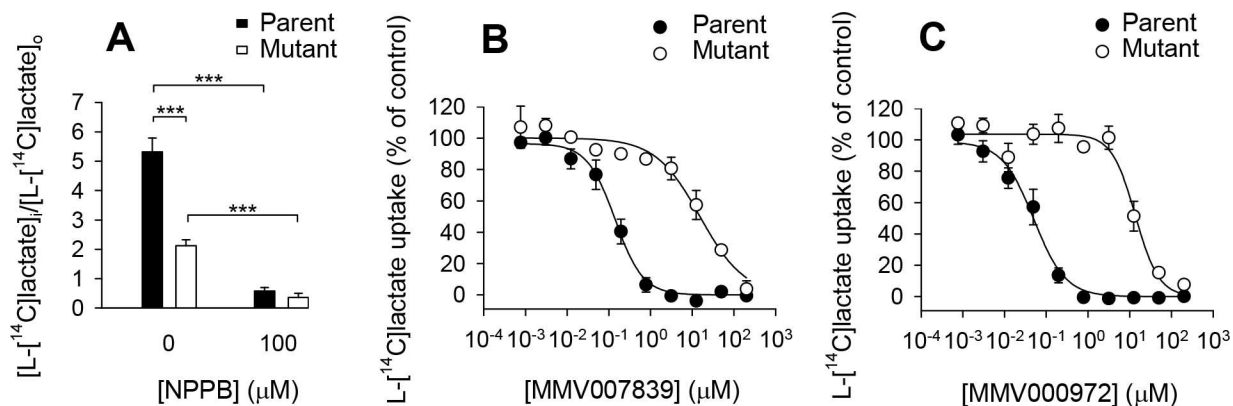 A
Parent
Mutant
[L-[¹⁴C]lactate]ᵢ/[L-[¹⁴C]lactate]ₒ
***
***
***
7
6
5
4
3
2
1
0
0 100
[NPPB] (μM)
B
Parent
Mutant
L-[¹⁴C]lactate uptake (% of control)
120
100
80
60
40
20
0
10⁻⁴ 10⁻³ 10⁻² 10⁻¹ 10⁰ 10¹ 10² 10³
[MMV007839] (μM)
C
Parent
Mutant
L-[¹⁴C]lactate uptake (% of control)
120
100
80
60
40
20
0
10⁻⁴ 10⁻³ 10⁻² 10⁻¹ 10⁰ 10¹ 10² 10³
[MMV000972] (μM)